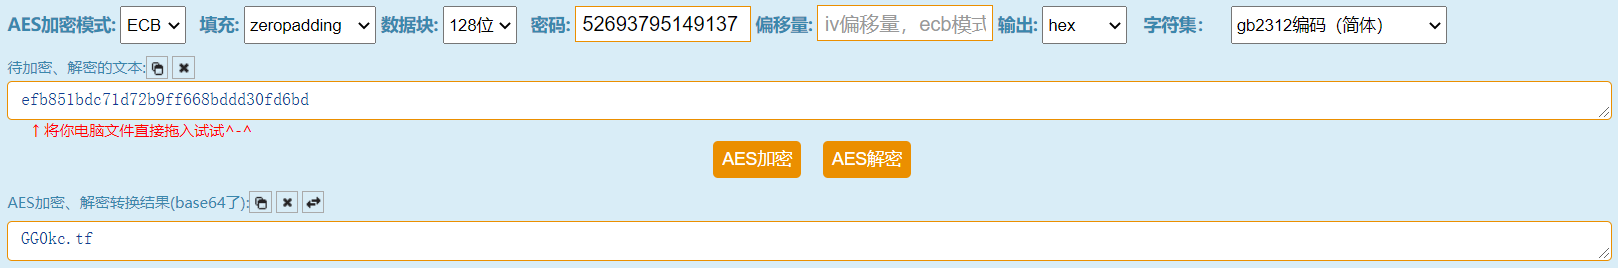 AES加密模式: ECB 填充: zeropadding 数据块: 128位 密码: 52693795149137 偏移量: iv偏移量，ecb模式 输出: hex 字符集: gb2312编码（简体）
待加密、解密的文本:
efb851bdc71d72b9ff668bddd30fd6bd
↑将你电脑文件直接拖入试试^-^
AES加密 AES解密
AES加密、解密转换结果(base64了):
GG0kc.tf